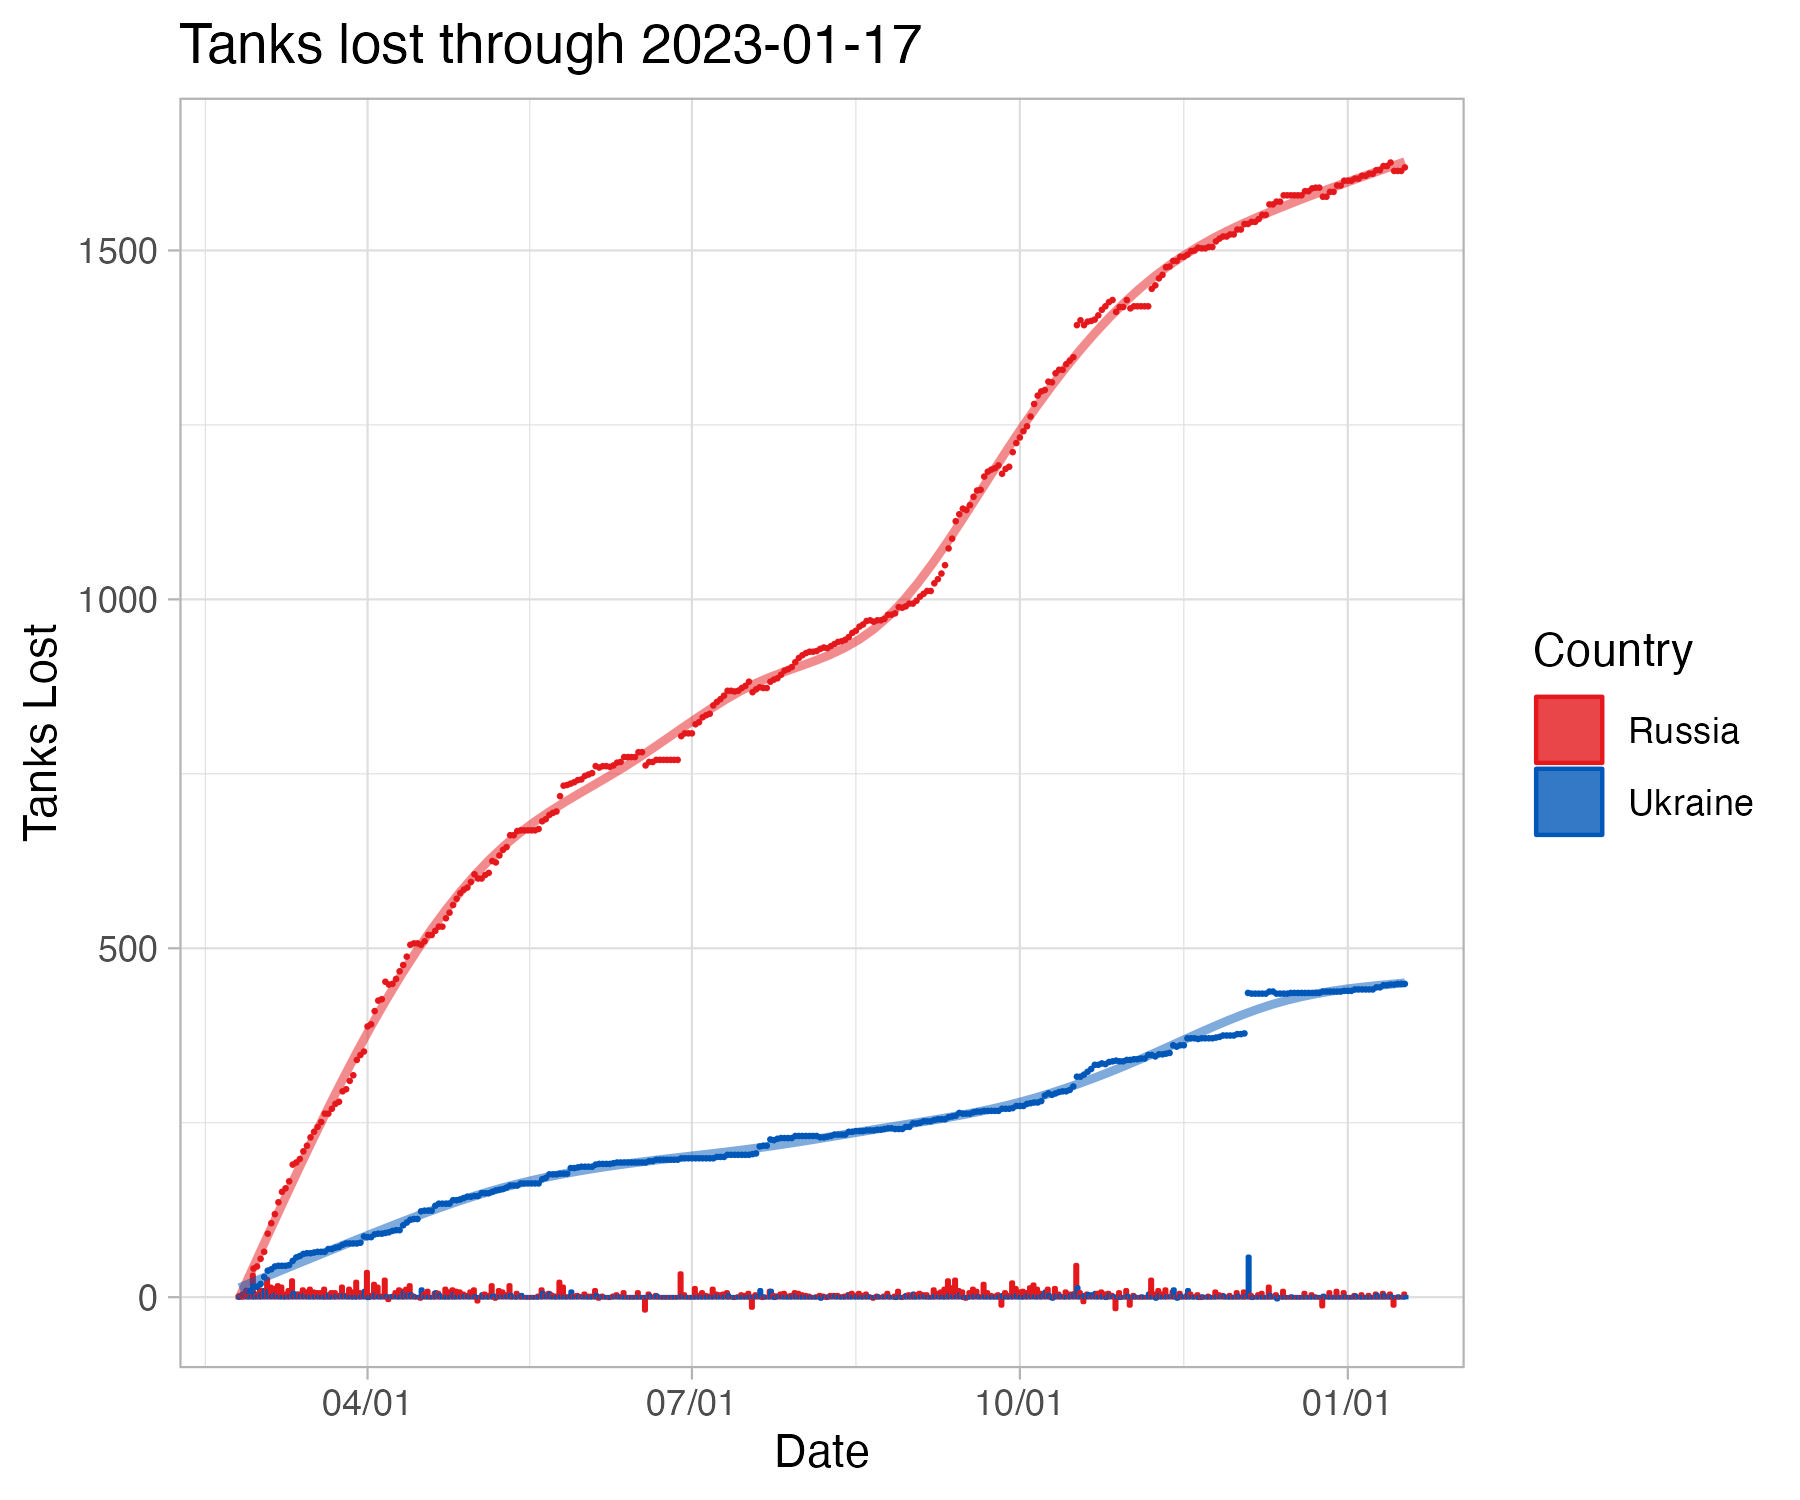 Tanks lost through 2023-01-17
Tanks Lost
1500
1000
500
0
04/01
07/01
10/01
01/01
Date
Country
Russia
Ukraine